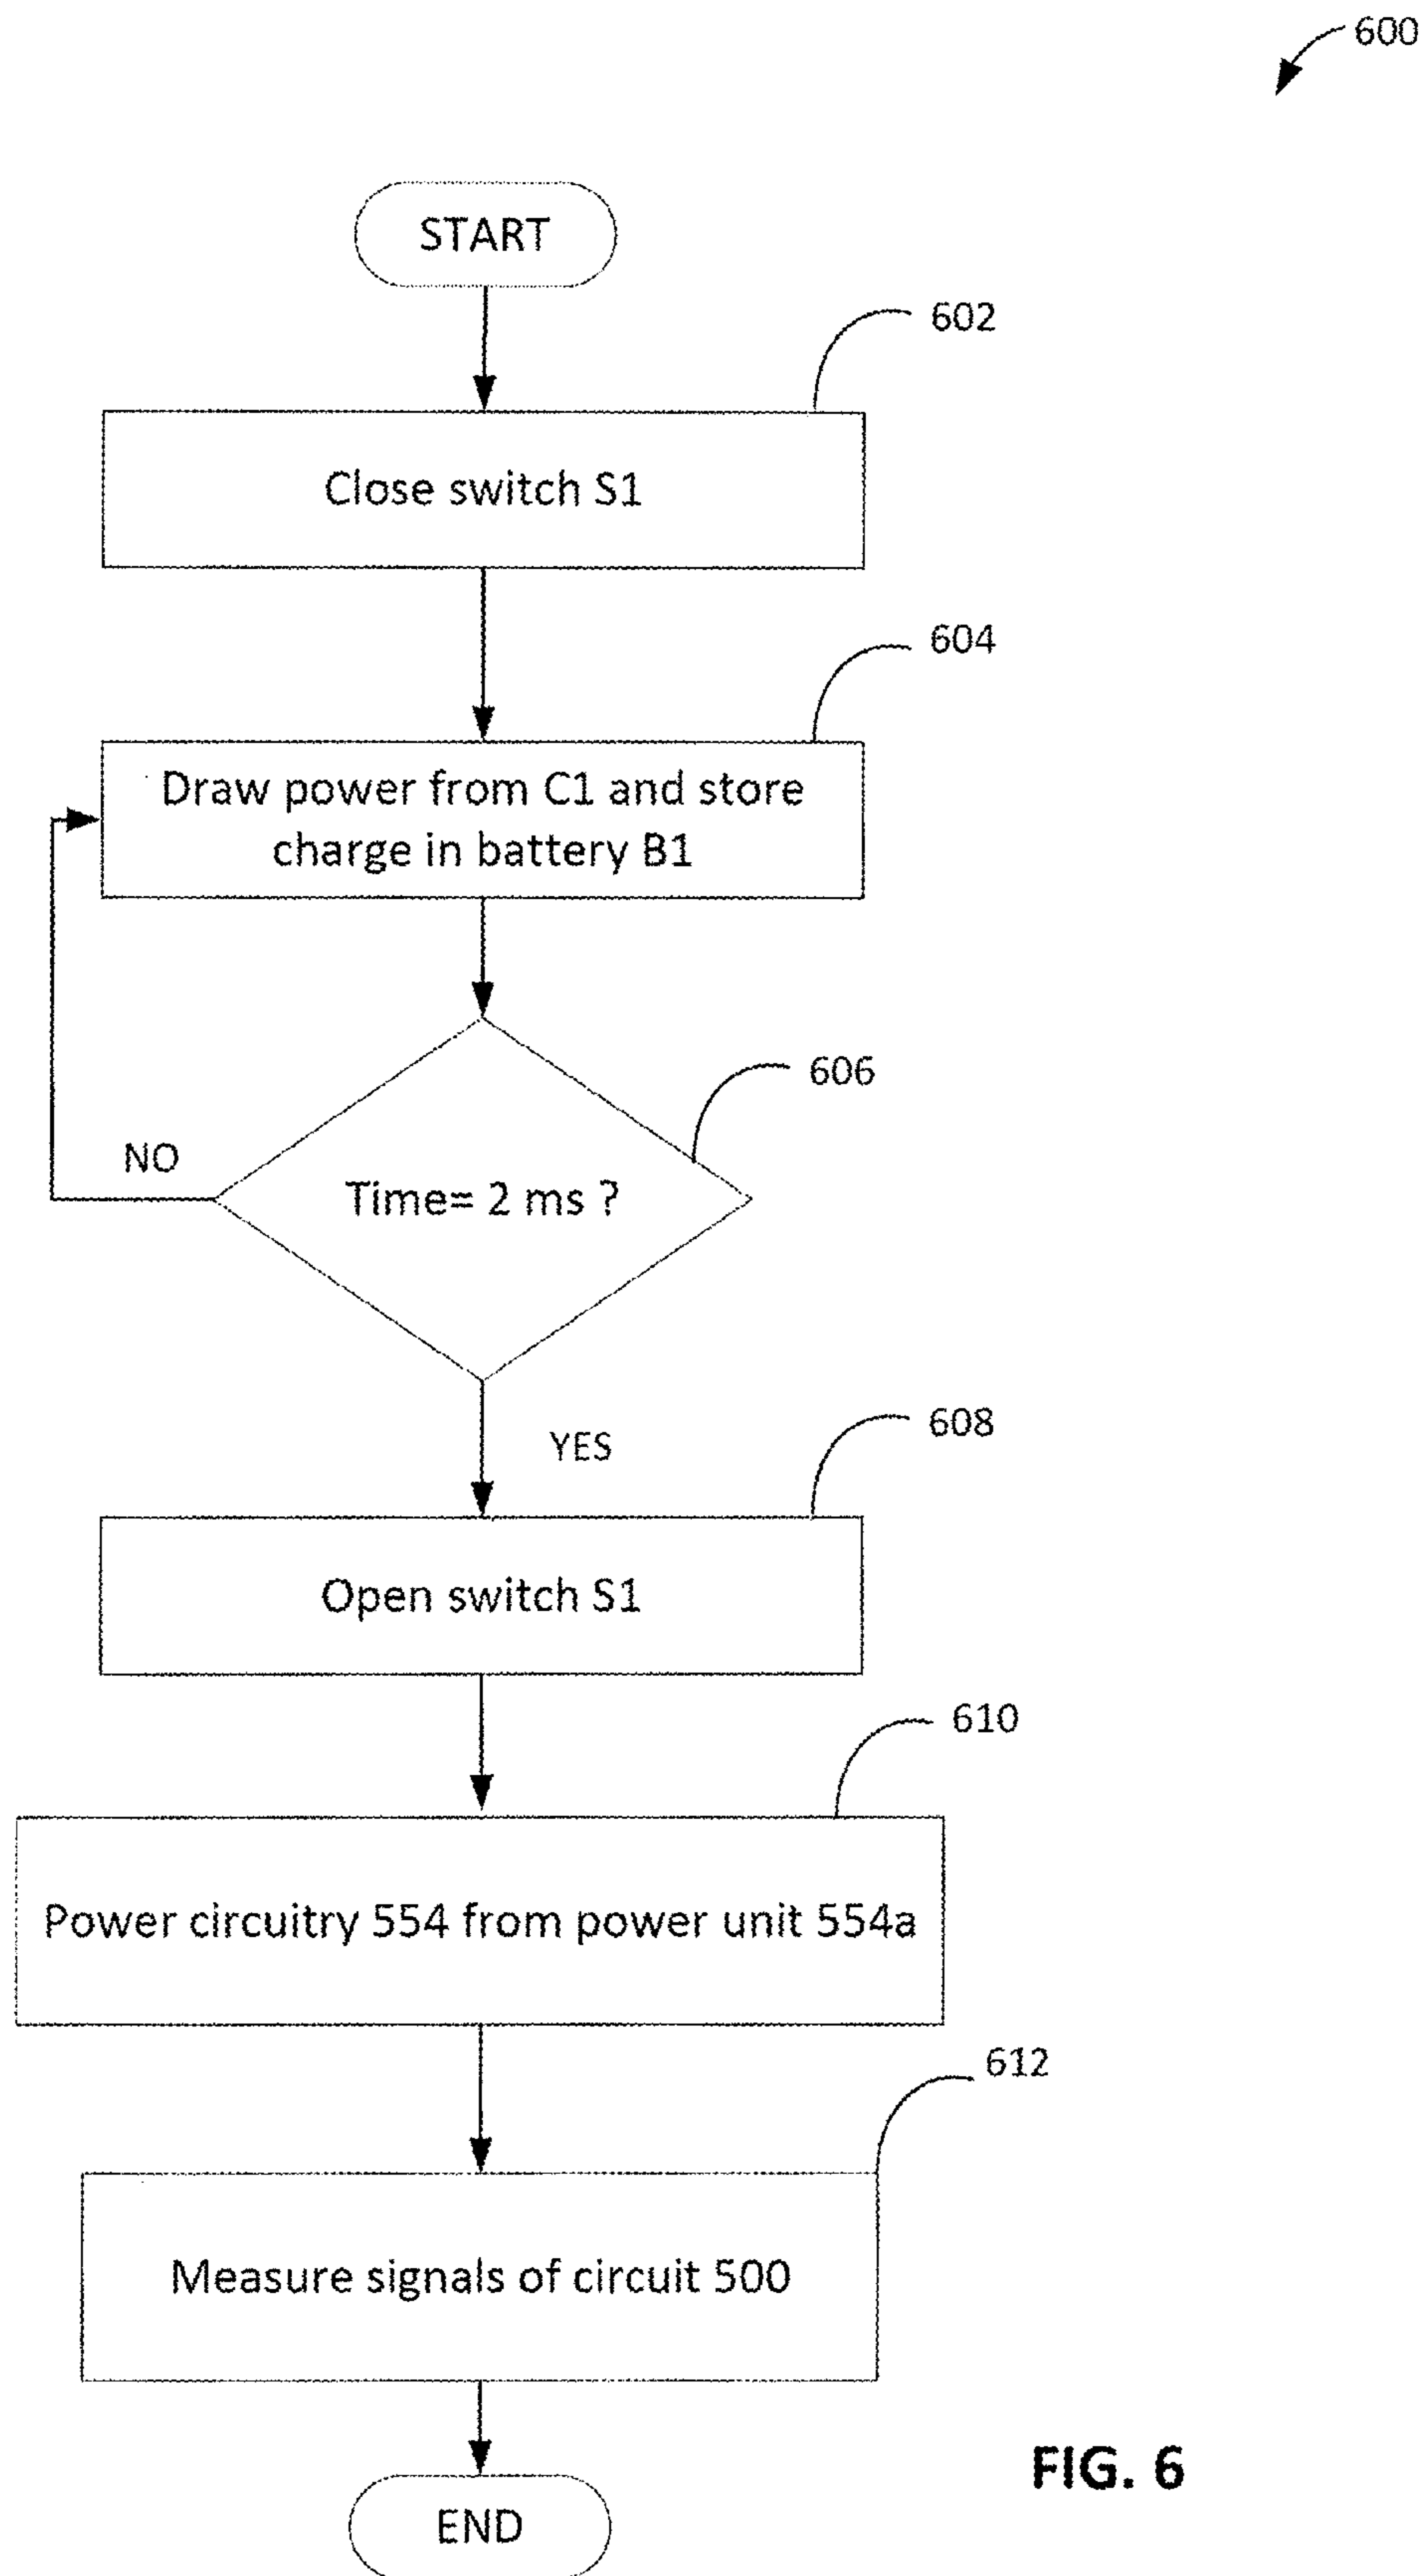 600
START
602
Close switch S1
604
Draw power from C1 and store
charge in battery B1
606
NO
Time= 2 ms ?
YES
608
Open switch S1
610
Power circuitry 554 from power unit 554a
612
Measure signals of circuit 500
END
FIG. 6